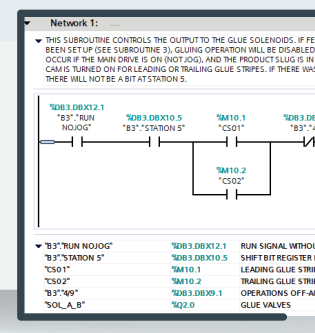 Network 1:
THIS SUBROUTINE CONTROLS THE OUTPUT TO THE GLUE SOLENOIDS. IF FE
BEEN SET UP (SEE SUBROUTINE 3), GLUING OPERATION WILL BE DISABLED
OCCUR IF THE MAIN DRIVE IS ON (NOT JOG), AND THE PRODUCT SLUG IS IN
CAM IS TURNED ON FOR LEADING OR TRAILING GLUE STRIPES. IF THERE WAS
THERE WILL NOT BE A BIT AT STATION 5.
%DB3.DBX12.1
"B3"."RUN NOJOG"
%DB3.DBX10.5
"B3"."STATION 5"
%M10.1
"CS01"
%DB3.DB
"B3"."4
%M10.2
"CS02"
"B3"."RUN NOJOG" %DB3.DBX12.1 RUN SIGNAL WITHOU
"B3"."STATION 5" %DB3.DBX10.5 SHIFT BIT REGISTER
"CS01" %M10.1 LEADING GLUE STRI
"CS02" %M10.2 TRAILING GLUE STRI
"B3"."4/9" %DB3.DBX9.1 OPERATIONS OFF-A
"SOL_A_B" %Q2.0 GLUE VALVES